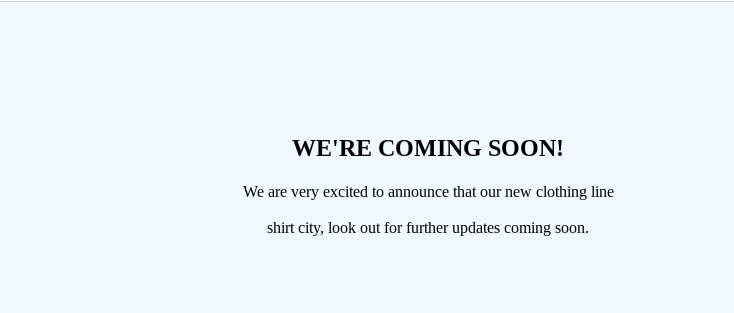 WE'RE COMING SOON!
We are very excited to announce that our new clothing line
shirt city, look out for further updates coming soon.